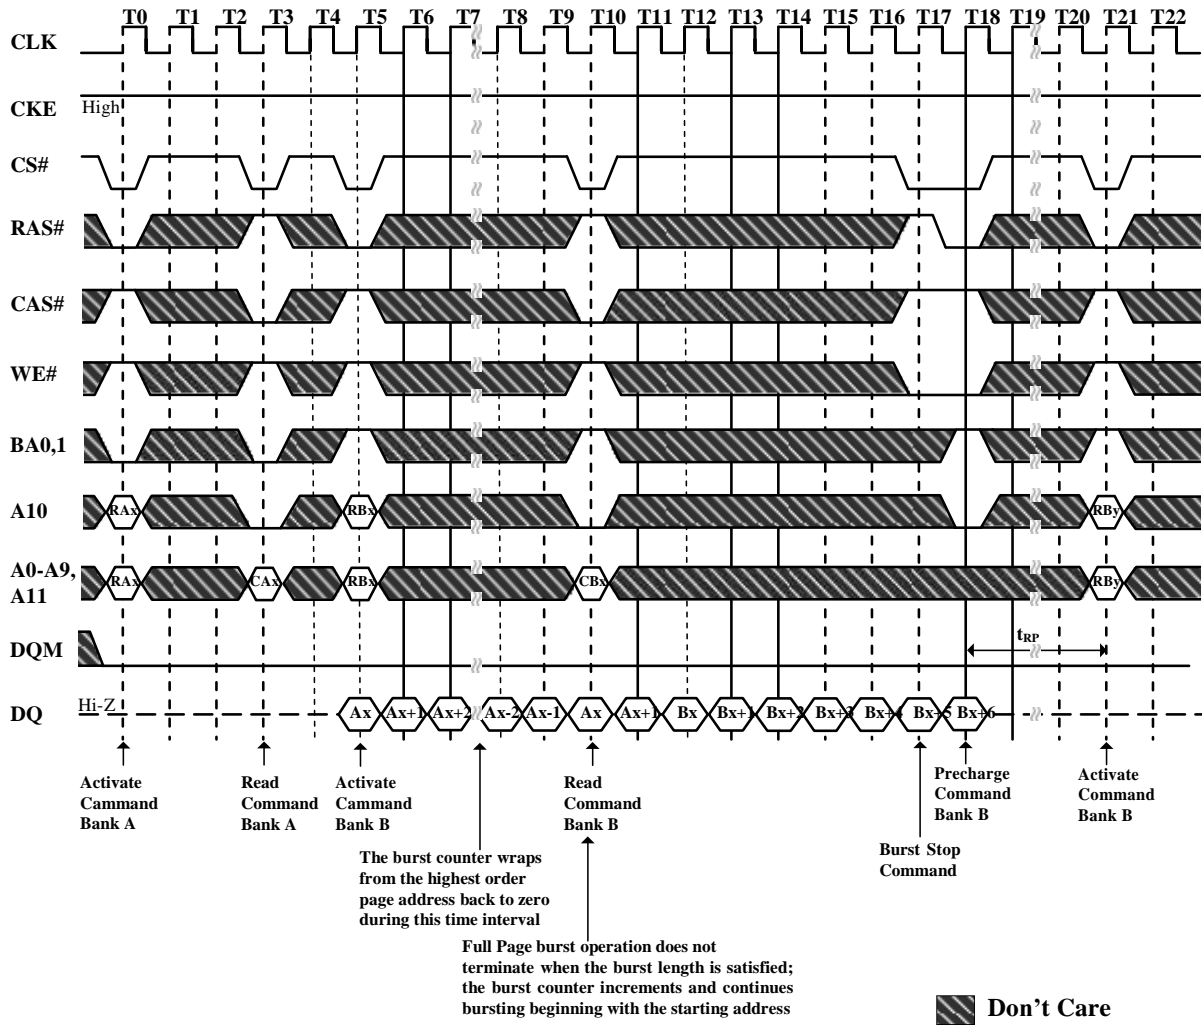 T0 T1 T2 T3 T4 T5 T6 T7 T8 T9 T10 T11 T12 T13 T14 T15 T16 T17 T18 T19 T20 T21 T22
CLK
CKE High
CS#
RAS#
CAS#
WE#
BA0,1
A10 RAx RBx RBy
A0-A9,
A11 RAx CAx RBx CBx RBy
DQM tRP
DQ Hi-Z Ax Ax+1 Ax+2 Ax-2 Ax-1 Ax Ax+1 Bx Bx+1 Bx+2 Bx+3 Bx+4 Bx+5 Bx+6
Activate
Cammand
Bank A
Read
Command
Bank A
Activate
Cammand
Bank B
Read
Command
Bank B
Precharge
Command
Bank B
Activate
Command
Bank B
Burst Stop
Command
The burst counter wraps
from the highest order
page address back to zero
during this time interval
Full Page burst operation does not
terminate when the burst length is satisfied;
the burst counter increments and continues
bursting beginning with the starting address
Don't Care